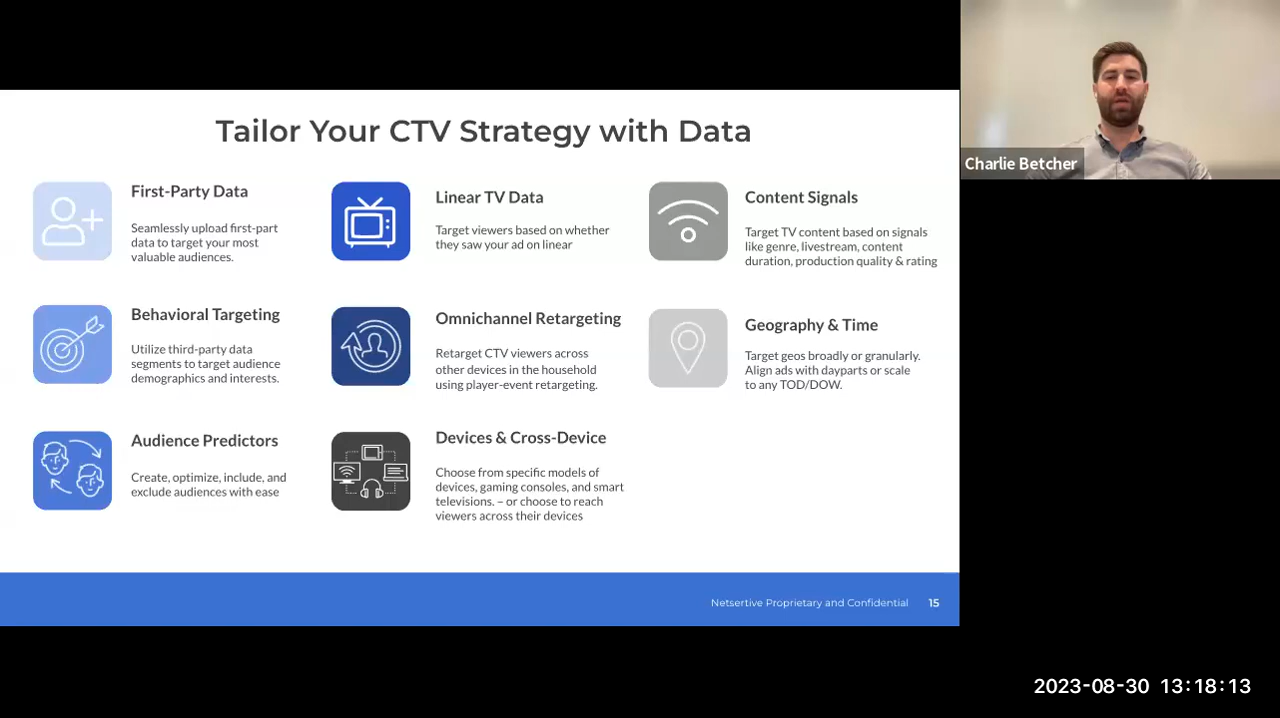 Tailor Your CTV Strategy with Data
First-Party Data
Seamlessly upload first-part
data to target your most
valuable audiences.
Linear TV Data
Target viewers based on whether
they saw your ad on linear
Content Signals
Target TV content based on signals
like genre, livestream, content
duration, production quality & rating
Behavioral Targeting
Utilize third-party data
segments to target audience
demographics and interests.
Omnichannel Retargeting
Retarget CTV viewers across
other devices in the household
using player-event retargeting.
Geography & Time
Target geos broadly or granularly.
Align ads with dayparts or scale
to any TOD/DOW.
Audience Predictors
Create, optimize, include, and
exclude audiences with ease
Devices & Cross-Device
Choose from specific models of
devices, gaming consoles, and smart
televisions. – or choose to reach
viewers across their devices
Netsertive Proprietary and Confidential 15
Charlie Betcher
2023-08-30 13:18:13